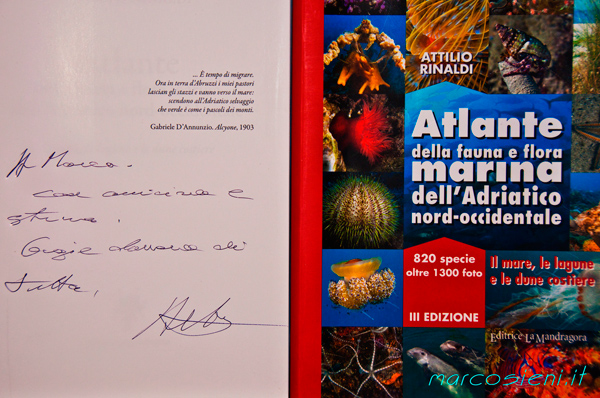 ... È tempo di migrare.
Ora in terra d'Abruzzi i miei pastori
lascian gli stazzi e vanno verso il mare:
scendono all'Adriatico selvaggio
che verde è come i pascoli dei monti.
Gabriele D'Annunzio. Alcyone, 1903
A Marco.
con amicizia e
stima.
Grazie davvero di
tutto,
ATTILIO
RINALDI
Atlante
della fauna e flora
marina
dell'Adriatico
nord-occidentale
820 specie
oltre 1300 foto
III EDIZIONE
Il mare, le lagune
e le dune costiere
Editrice La Mandragora
marcosieni.it